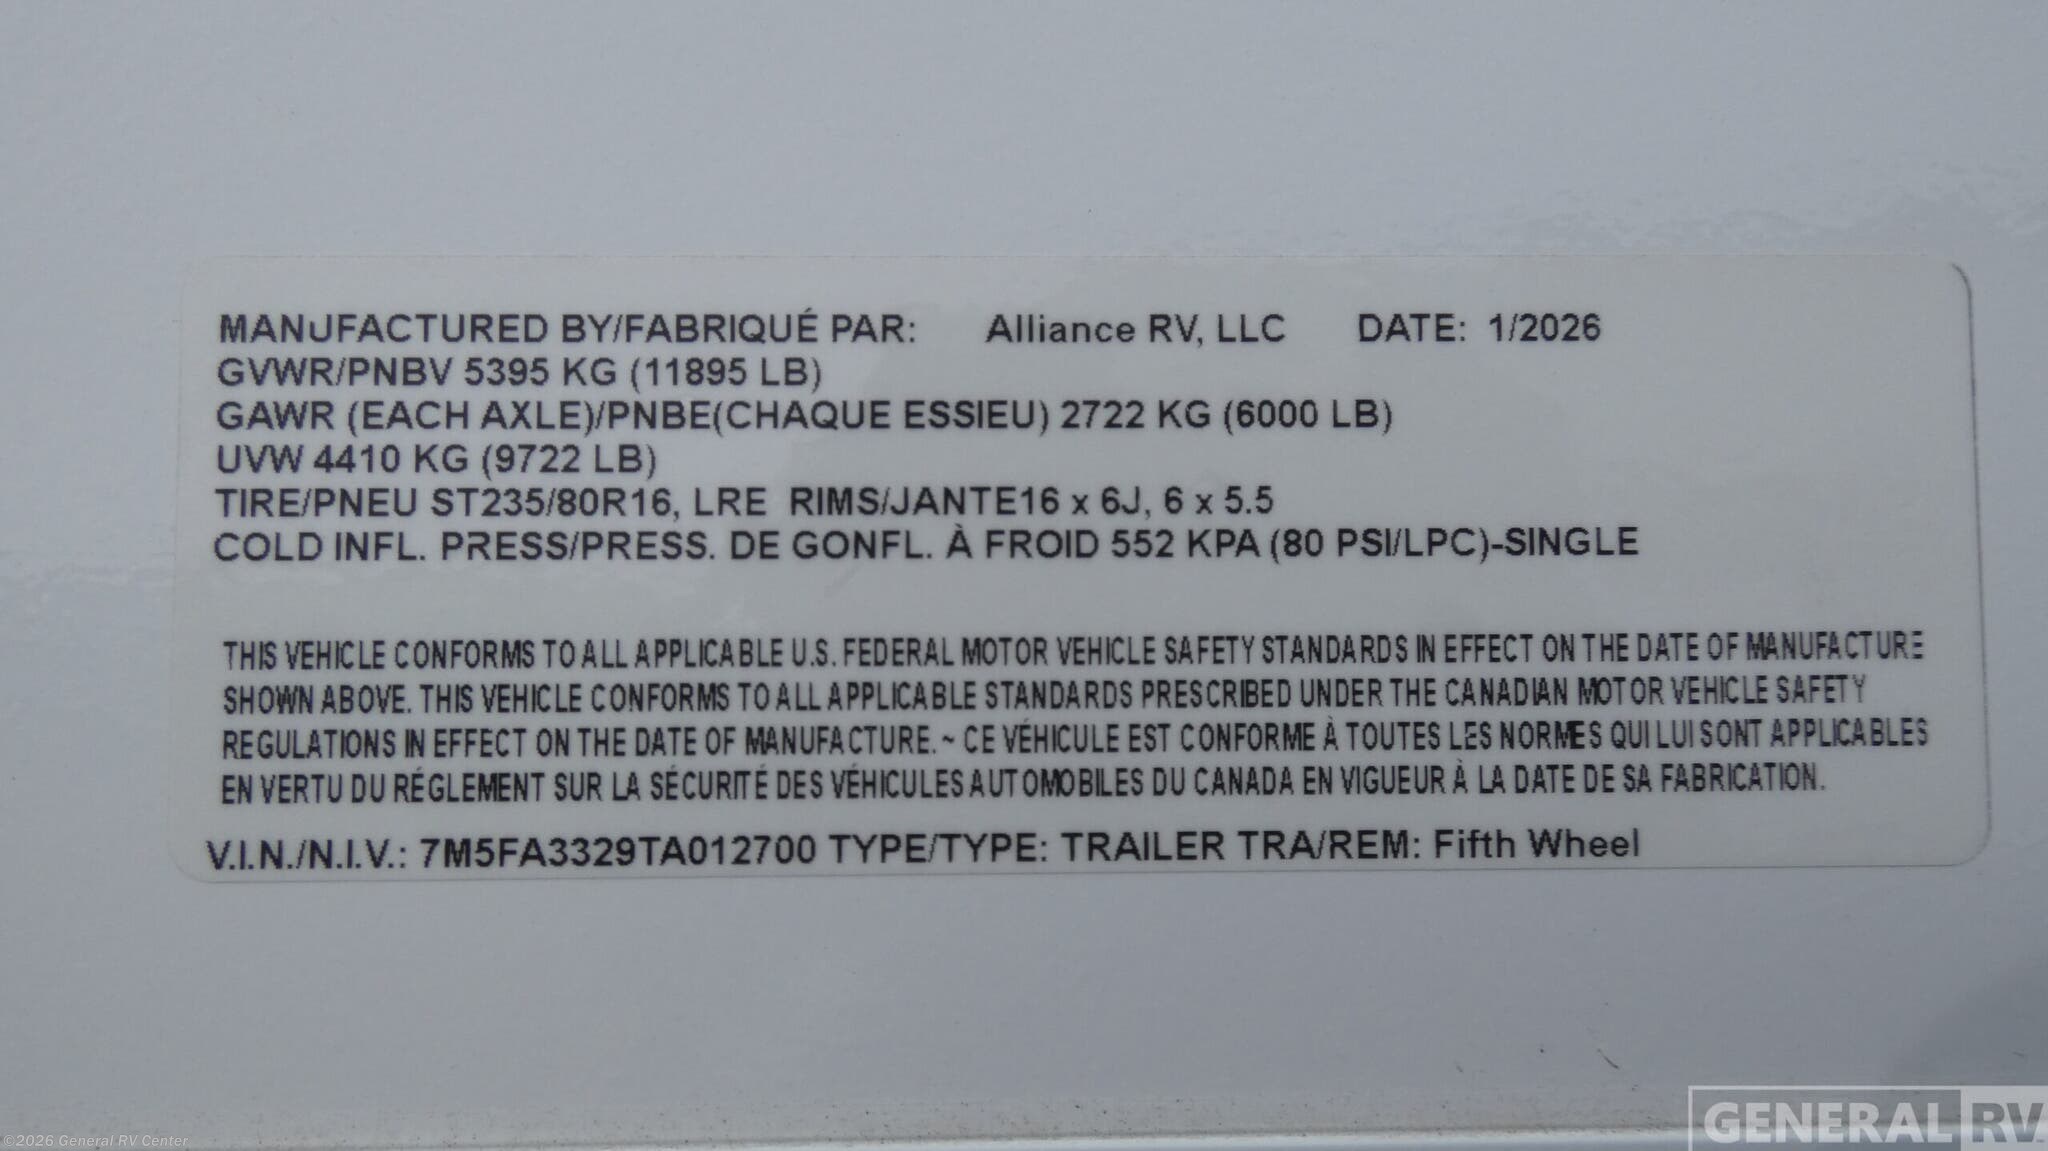 MANUFACTURED BY/FABRIQUÉ PAR: Alliance RV, LLC DATE: 1/2026
GVWR/PNBV 5395 KG (11895 LB)
GAWR (EACH AXLE)/PNBE(CHAQUE ESSIEU) 2722 KG (6000 LB)
UVW 4410 KG (9722 LB)
TIRE/PNEU ST235/80R16, LRE RIMS/JANTE16 x 6J, 6 x 5.5
COLD INFL. PRESS/PRESS. DE GONFL. À FROID 552 KPA (80 PSI/LPC)-SINGLE
THIS VEHICLE CONFORMS TO ALL APPLICABLE U.S. FEDERAL MOTOR VEHICLE SAFETY STANDARDS IN EFFECT ON THE DATE OF MANUFACTURE
SHOWN ABOVE. THIS VEHICLE CONFORMS TO ALL APPLICABLE STANDARDS PRESCRIBED UNDER THE CANADIAN MOTOR VEHICLE SAFETY
REGULATIONS IN EFFECT ON THE DATE OF MANUFACTURE. ~ CE VÉHICULE EST CONFORME À TOUTES LES NORMES QUI LUI SONT APPLICABLES
EN VERTU DU RÉGLEMENT SUR LA SÉCURITÉ DES VÉHICULES AUTOMOBILES DU CANADA EN VIGUEUR À LA DATE DE SA FABRICATION.
V.I.N./N.I.V.: 7M5FA3329TA012700 TYPE/TYPE: TRAILER TRA/REM: Fifth Wheel
GENERAL RV
©2026 General RV Center